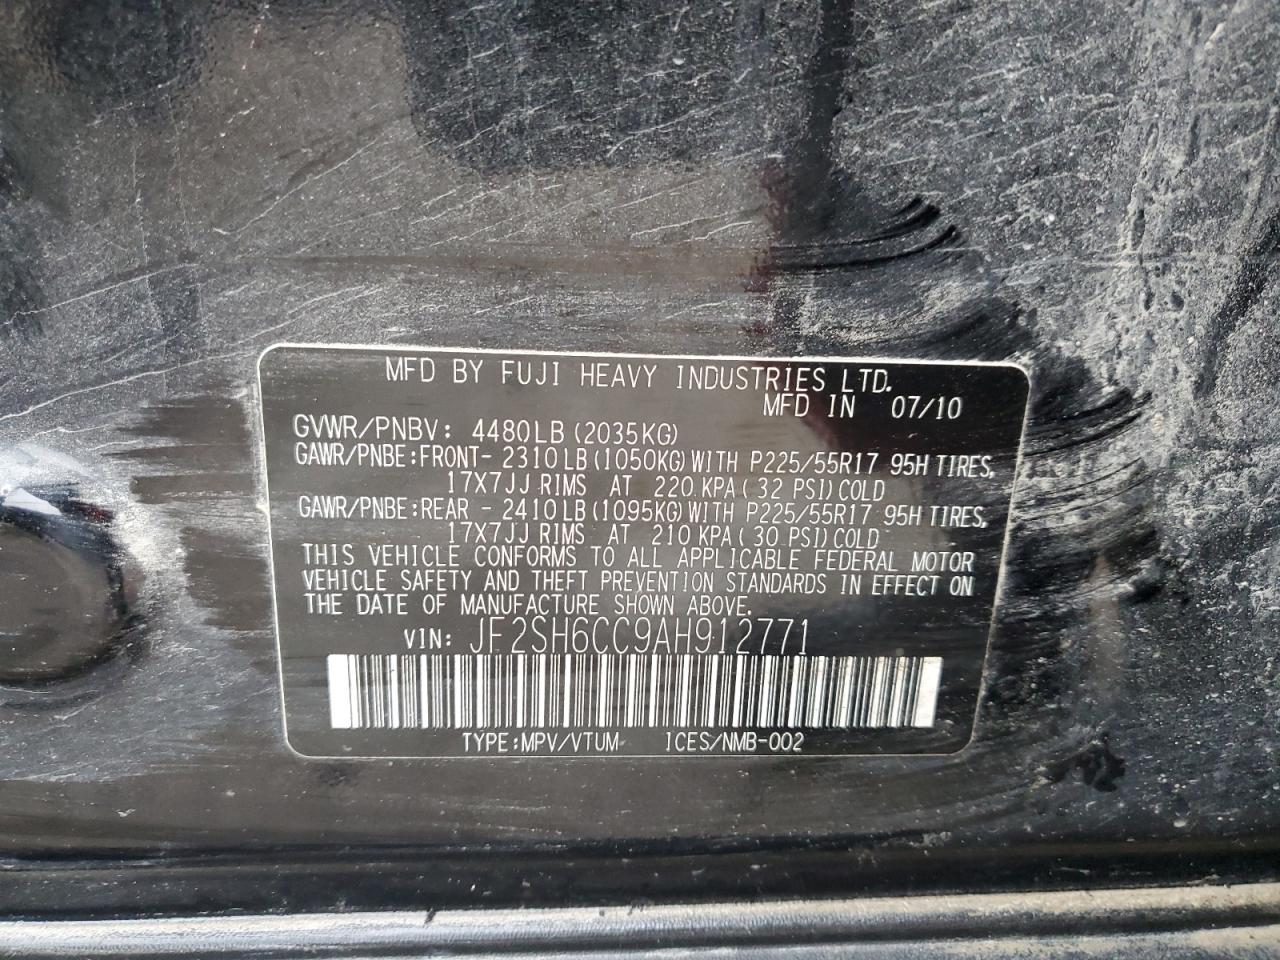 MFD BY FUJI HEAVY INDUSTRIES LTD.
MFD IN 07/10
GVWR/PNBV: 4480LB (2035KG)
GAWR/PNBE:FRONT- 2310LB (1050KG) WITH P225/55R17 95H TIRES,
17X7JJ RIMS AT 220 KPA ( 32 PSI) COLD
GAWR/PNBE:REAR - 2410LB (1095KG) WITH P225/55R17 95H TIRES,
17X7JJ RIMS AT 210 KPA ( 30 PSI) COLD
THIS VEHICLE CONFORMS TO ALL APPLICABLE FEDERAL MOTOR
VEHICLE SAFETY AND THEFT PREVENTION STANDARDS IN EFFECT ON
THE DATE OF MANUFACTURE SHOWN ABOVE.
VIN: JF2SH6CC9AH912771
TYPE:MPV/VTUM ICES/NMB-002